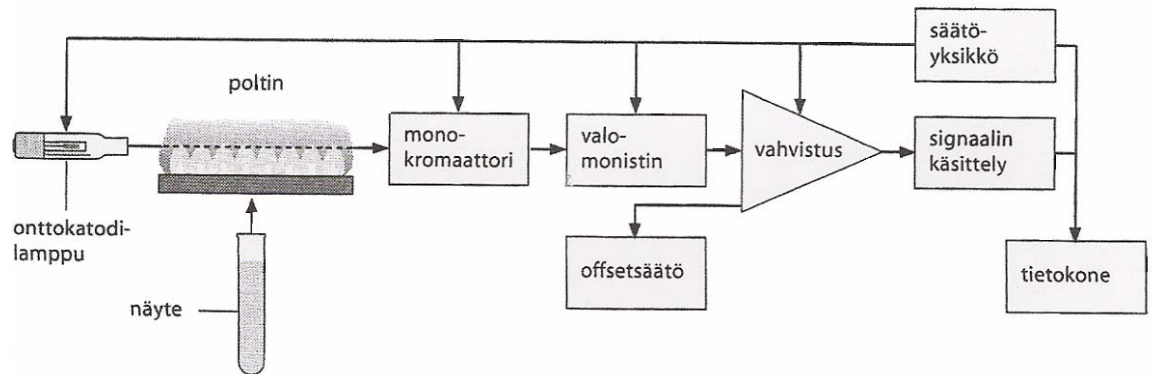 säätö-
yksikkö
poltin
mono-
kromaattori
valo-
monistin
vahvistus
signaalin
käsittely
onttokatodi-
lamppu
offsetsäätö
tietokone
näyte